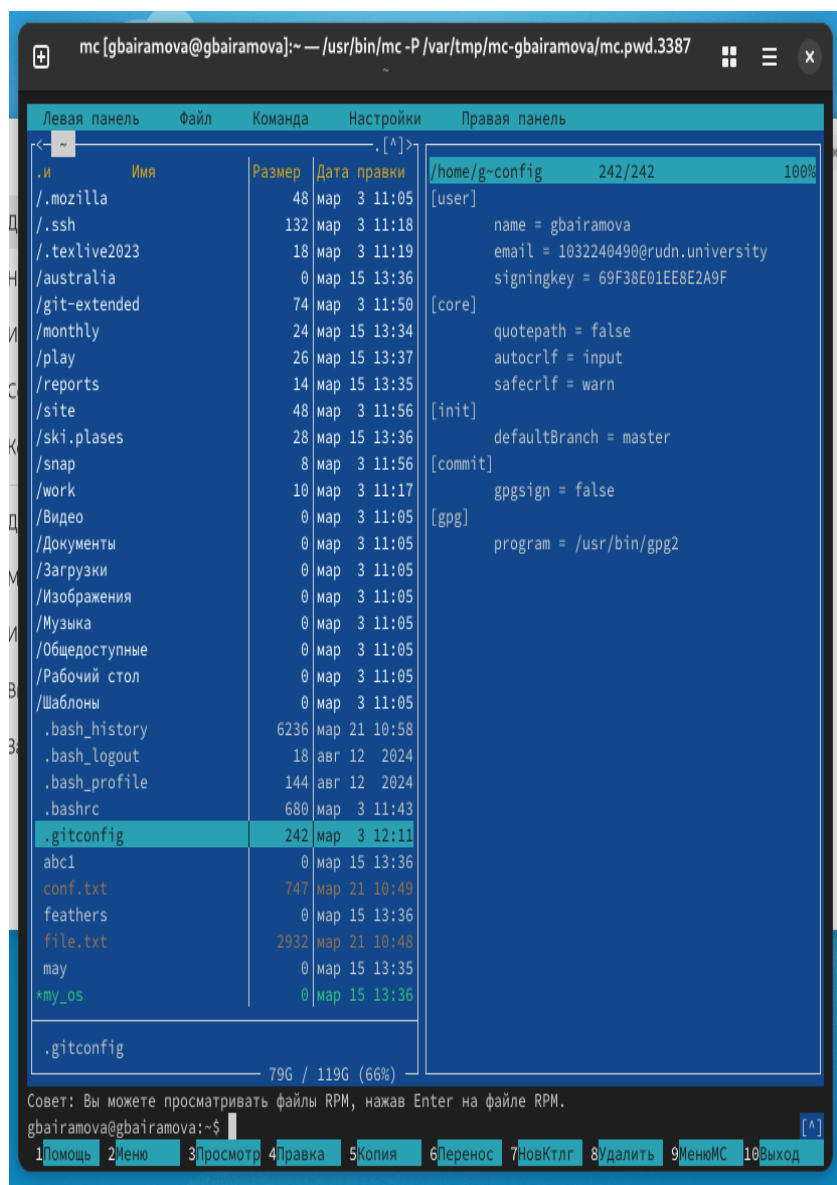 mc [gbairamova@gbairamova]:~ — /usr/bin/mc -P /var/tmp/mc-gbairamova/mc.pwd.3387
~
Левая панель Файл Команда Настройки Правая панель
<— ~ .[^]>
.и Имя Размер Дата правки
/.mozilla 48 мар 3 11:05
/.ssh 132 мар 3 11:18
/.texlive2023 18 мар 3 11:19
/australia 0 мар 15 13:36
/git-extended 74 мар 3 11:50
/monthly 24 мар 15 13:34
/play 26 мар 15 13:37
/reports 14 мар 15 13:35
/site 48 мар 3 11:56
/ski.plases 28 мар 15 13:36
/snap 8 мар 3 11:56
/work 10 мар 3 11:17
/Видео 0 мар 3 11:05
/Документы 0 мар 3 11:05
/Загрузки 0 мар 3 11:05
/Изображения 0 мар 3 11:05
/Музыка 0 мар 3 11:05
/Общедоступные 0 мар 3 11:05
/Рабочий стол 0 мар 3 11:05
/Шаблоны 0 мар 3 11:05
.bash_history 6236 мар 21 10:58
.bash_logout 18 авг 12 2024
.bash_profile 144 авг 12 2024
.bashrc 680 мар 3 11:43
.gitconfig 242 мар 3 12:11
abc1 0 мар 15 13:36
conf.txt 747 мар 21 10:49
feathers 0 мар 15 13:36
file.txt 2932 мар 21 10:48
may 0 мар 15 13:35
*my_os 0 мар 15 13:36
.gitconfig
79G / 119G (66%)
/home/g~config 242/242 100%
[user]
name = gbairamova
email = 1032240490@rudn.university
signingkey = 69F38E01EE8E2A9F
[core]
quotepath = false
autocrlf = input
safecrlf = warn
[init]
defaultBranch = master
[commit]
gpgsign = false
[gpg]
program = /usr/bin/gpg2
Совет: Вы можете просматривать файлы RPM, нажав Enter на файле RPM.
gbairamova@gbairamova:~$ [^]
1Помощь 2Меню 3Просмотр 4Правка 5Копия 6Перенос 7НовКтлг 8Удалить 9МенюМС 10Выход